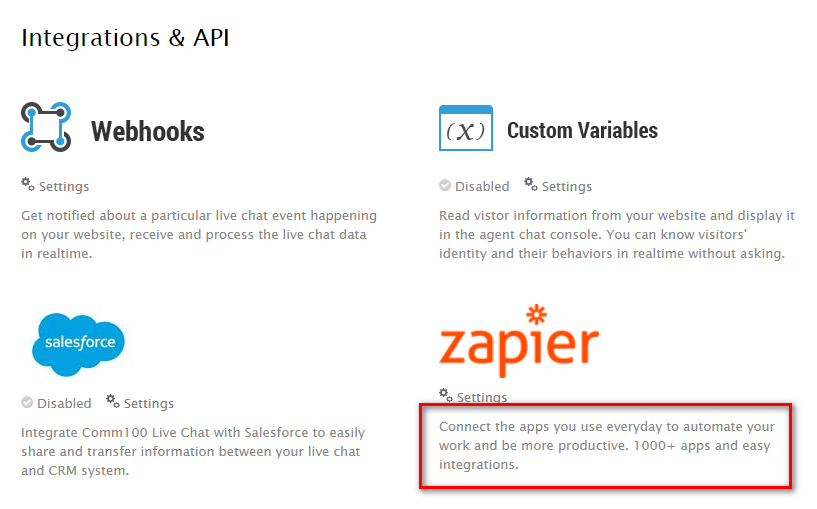 Integrations & API
Webhooks
Settings
Get notified about a particular live chat event happening
on your website, receive and process the live chat data
in realtime.
(x) Custom Variables
Disabled Settings
Read vistor information from your website and display it
in the agent chat console. You can know visitors'
identity and their behaviors in realtime without asking.
salesforce
Disabled Settings
Integrate Comm100 Live Chat with Salesforce to easily
share and transfer information between your live chat
and CRM system.
zapier
Settings
Connect the apps you use everyday to automate your
work and be more productive. 1000+ apps and easy
integrations.